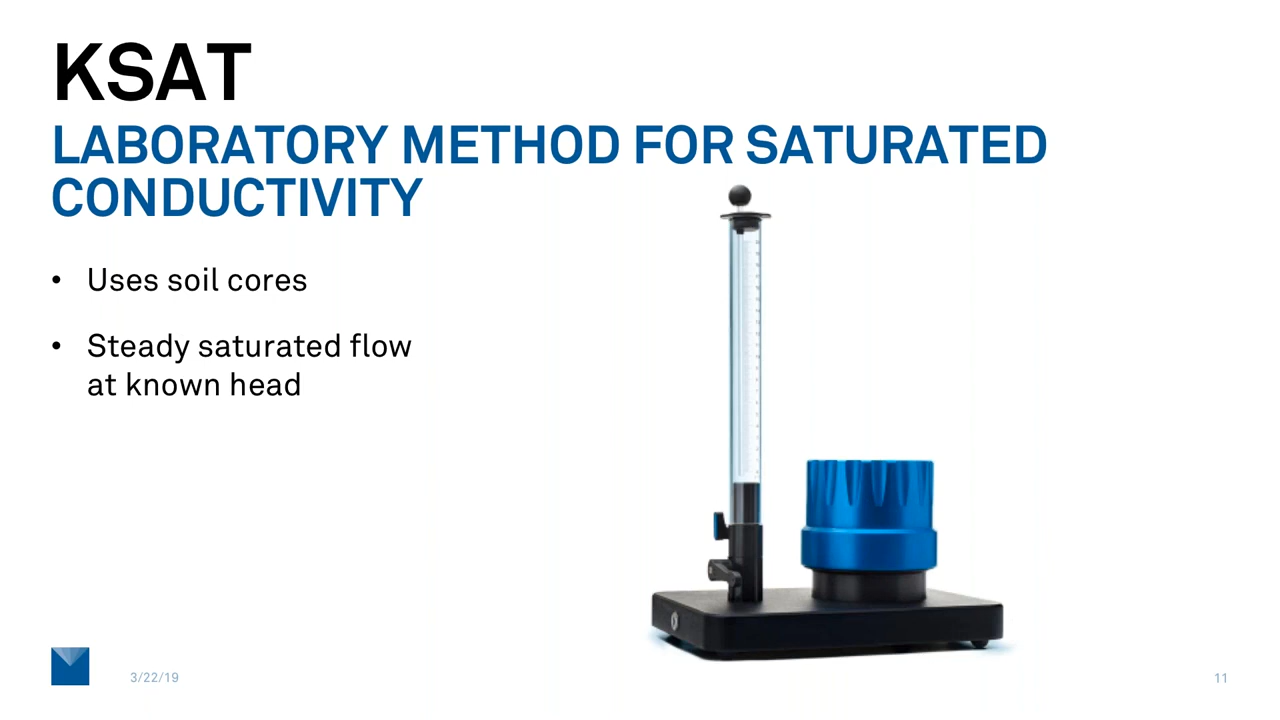 KSAT
LABORATORY METHOD FOR SATURATED
CONDUCTIVITY
• Uses soil cores
• Steady saturated flow
at known head
3/22/19
11